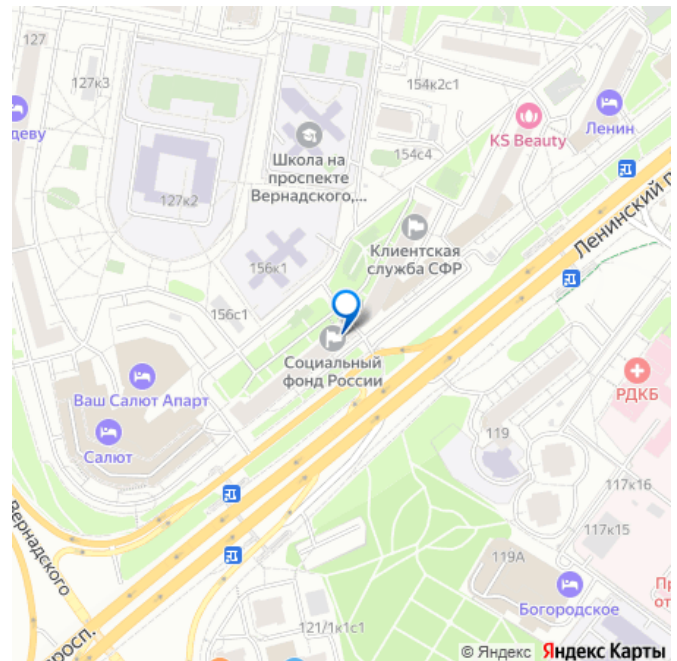 127
127к3
154к2с1
деву
KS Beauty
Ленин
154с4
Школа на
проспекте
Вернадского,...
127к2
Ленинский п
Клиентская
служба СФР
156к1
156с1
Социальный
фонд России
Ваш Салют Апарт
Салют
РДКБ
119
117к16
117к15
Вернадского
119А
Пр
от
Богородское
просп.
121/1к1с1
© Яндекс Яндекс Карты